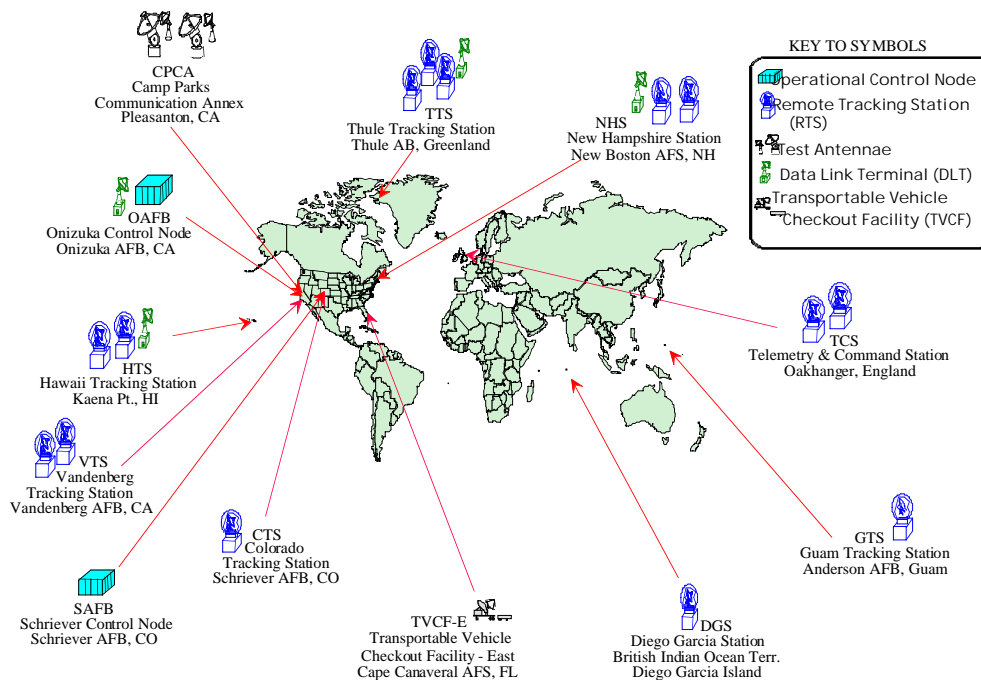 CPCA
Camp Parks
Communication Annex
Pleasanton, CA
TTS
Thule Tracking Station
Thule AB, Greenland
NHS
New Hampshire Station
New Boston AFS, NH
KEY TO SYMBOLS
Operational Control Node
Remote Tracking Station
(RTS)
Test Antennae
Data Link Terminal (DLT)
Transportable Vehicle
Checkout Facility (TVCF)
OAFB
Onizuka Control Node
Onizuka AFB, CA
HTS
Hawaii Tracking Station
Kaena Pt., HI
TCS
Telemetry & Command Station
Oakhanger, England
VTS
Vandenberg
Tracking Station
Vandenberg AFB, CA
CTS
Colorado
Tracking Station
Schriever AFB, CO
GTS
Guam Tracking Station
Anderson AFB, Guam
SAFB
Schriever Control Node
Schriever AFB, CO
TVCF-E
Transportable Vehicle
Checkout Facility - East
Cape Canaveral AFS, FL
DGS
Diego Garcia Station
British Indian Ocean Terr.
Diego Garcia Island